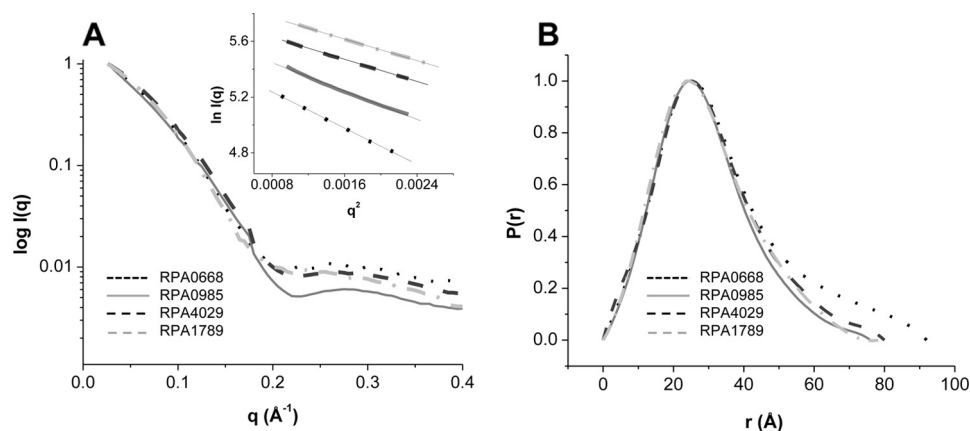 A
1
0.1
0.01
log I(q)
RPA0668
RPA0985
RPA4029
RPA1789
0.0
0.1
0.2
0.3
0.4
q (Å⁻¹)
5.6
5.2
4.8
ln I(q)
0.0008
0.0016
0.0024
q²
B
1.0
0.8
0.6
0.4
0.2
0.0
P(r)
RPA0668
RPA0985
RPA4029
RPA1789
0
20
40
60
80
100
r (Å)